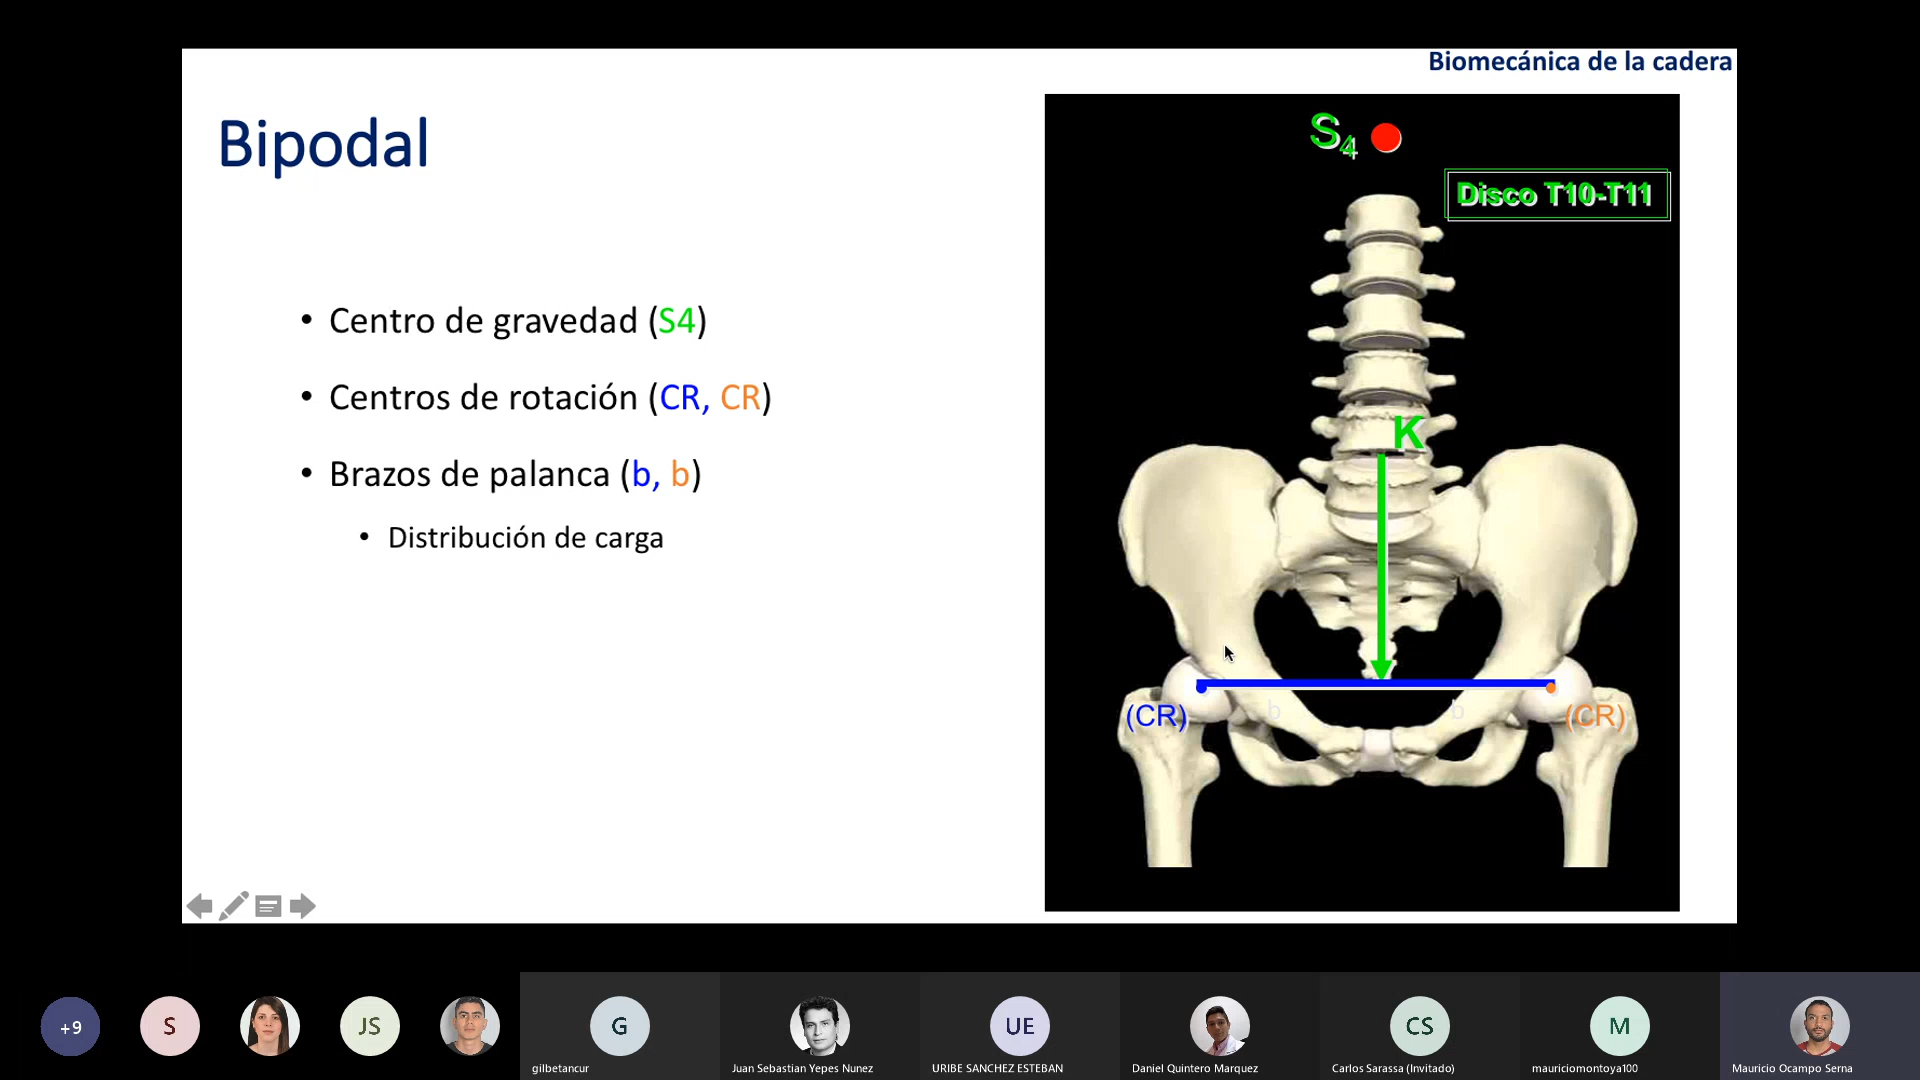 Biomecánica de la cadera
Bipodal
• Centro de gravedad (S4)
• Centros de rotación (CR, CR)
• Brazos de palanca (b, b)
• Distribución de carga
S4
Disco T10-T11
K
(CR)
b
b
(CR)
+9
S
JS
G
UE
CS
M
gilbetancur
Juan Sebastian Yepes Nunez
URIBE SANCHEZ ESTEBAN
Daniel Quintero Marquez
Carlos Sarassa (Invitado)
mauriciomontoya100
Mauricio Ocampo Serna